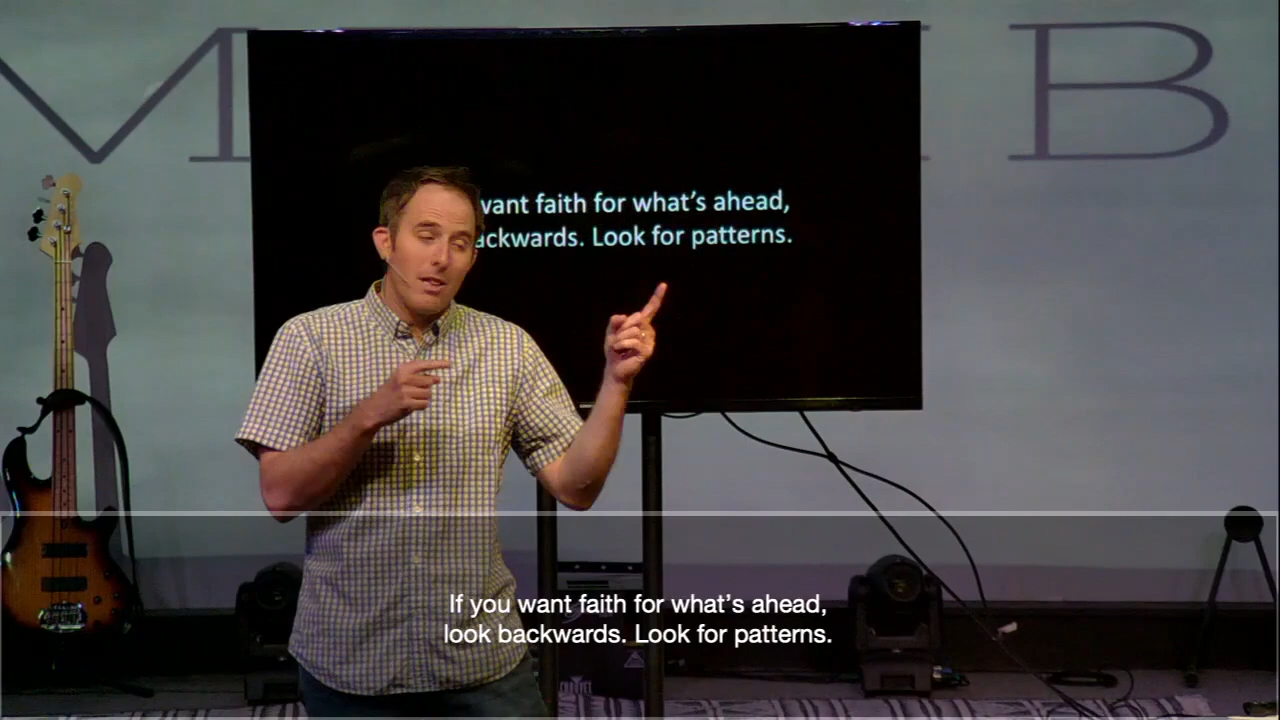 M E B
want faith for what's ahead,
ackwards. Look for patterns.
If you want faith for what's ahead,
look backwards. Look for patterns.
CHAUVET